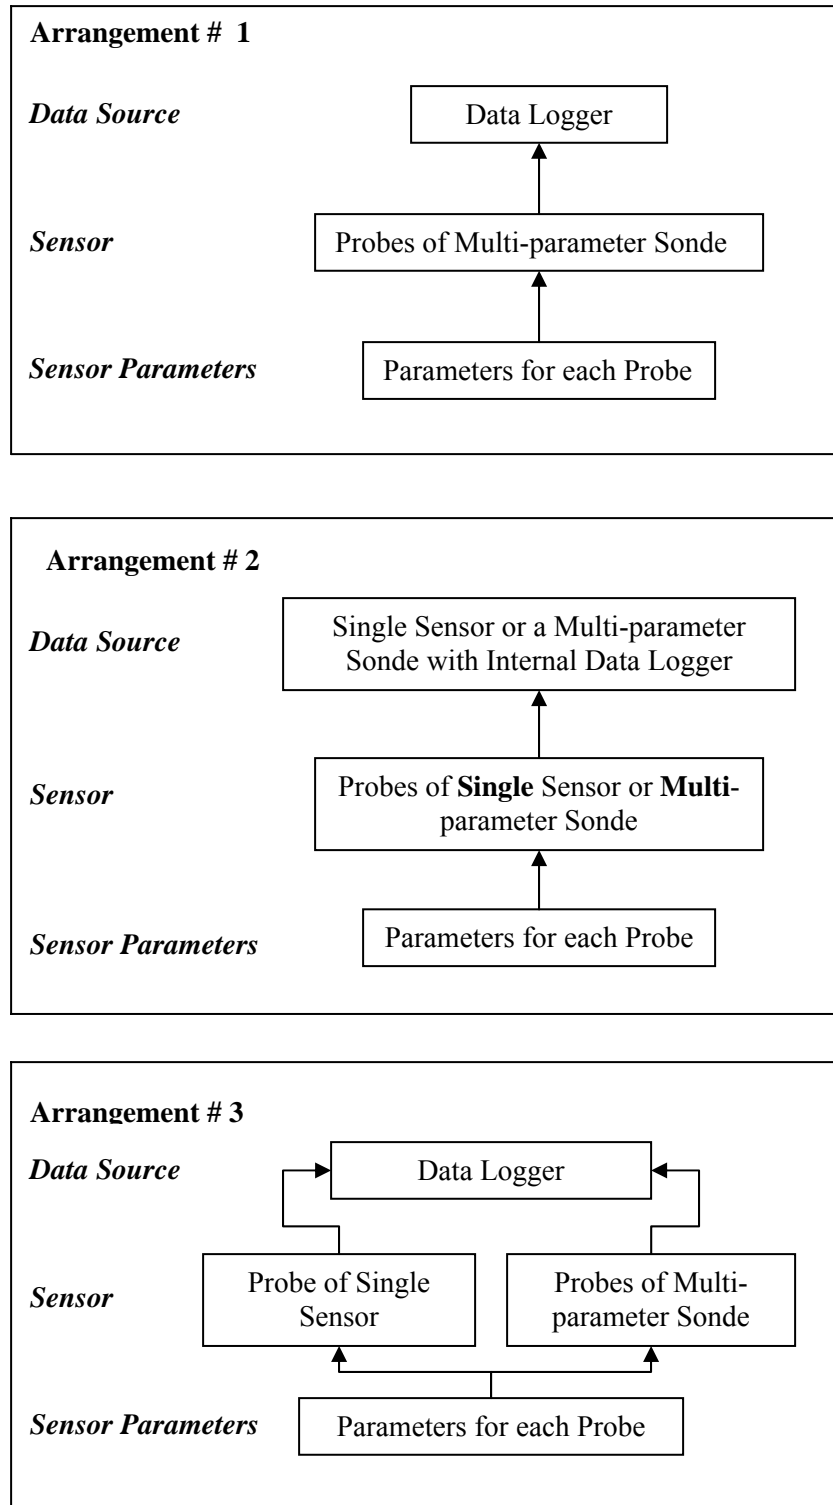 Arrangement # 1
Data Source
Data Logger
Sensor
Probes of Multi-parameter Sonde
Sensor Parameters
Parameters for each Probe
Arrangement # 2
Data Source
Single Sensor or a Multi-parameter
Sonde with Internal Data Logger
Sensor
Probes of Single Sensor or Multi-
parameter Sonde
Sensor Parameters
Parameters for each Probe
Arrangement # 3
Data Source
Data Logger
Sensor
Probe of Single
Sensor
Probes of Multi-
parameter Sonde
Sensor Parameters
Parameters for each Probe